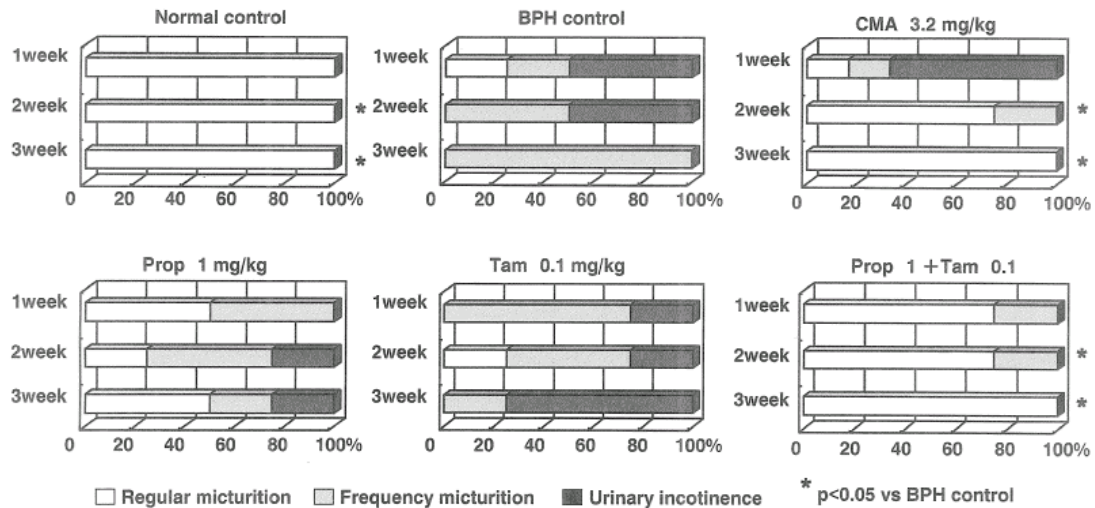 Normal control
1week
2week
*
3week
*
0 20 40 60 80 100%
BPH control
1week
2week
3week
0 20 40 60 80 100%
CMA 3.2 mg/kg
1week
2week
*
3week
*
0 20 40 60 80 100%
Prop 1 mg/kg
1week
2week
3week
0 20 40 60 80 100%
Tam 0.1 mg/kg
1week
2week
3week
0 20 40 60 80 100%
Prop 1 +Tam 0.1
1week
2week
*
3week
*
0 20 40 60 80 100%
Regular micturition Frequency micturition Urinary incotinence * p<0.05 vs BPH control